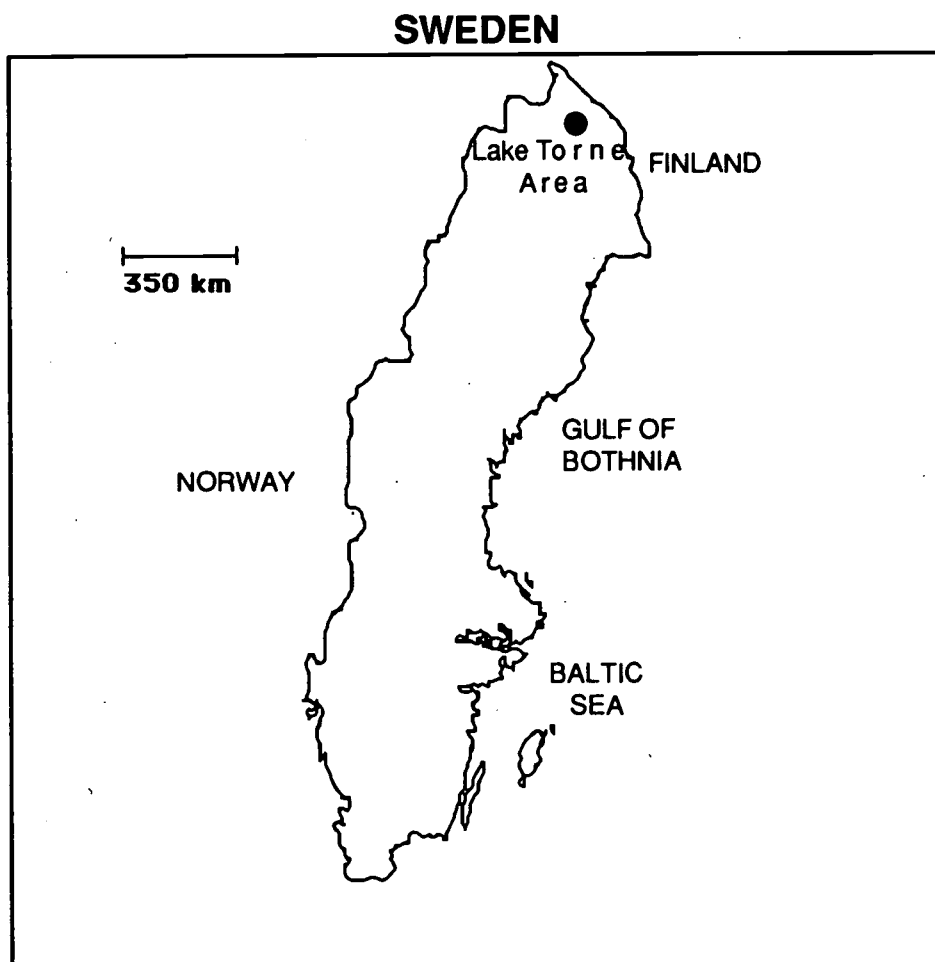 SWEDEN
Lake Torne
Area
FINLAND
350 km
GULF OF
BOTHNIA
NORWAY
BALTIC
SEA